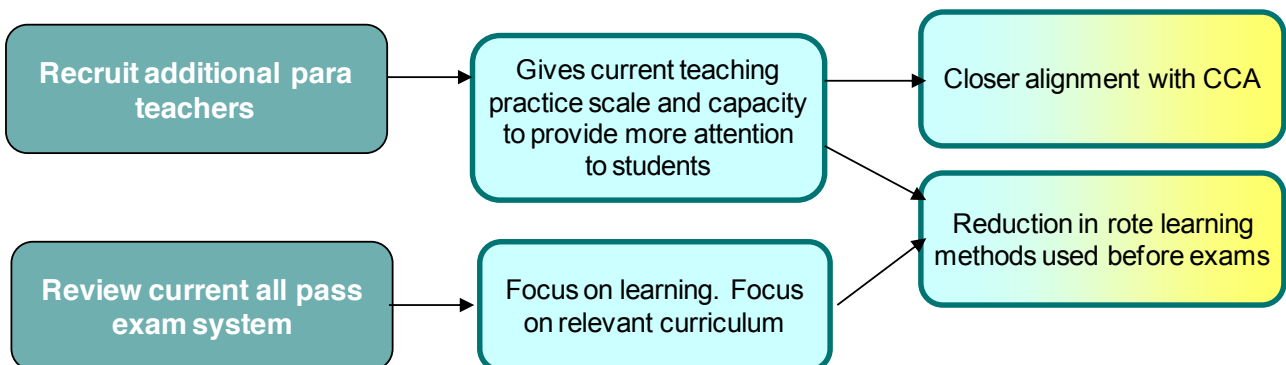 Recruit additional para
teachers
Gives current teaching
practice scale and capacity
to provide more attention
to students
Closer alignment with CCA
Reduction in rote learning
methods used before exams
Review current all pass
exam system
Focus on learning. Focus
on relevant curriculum